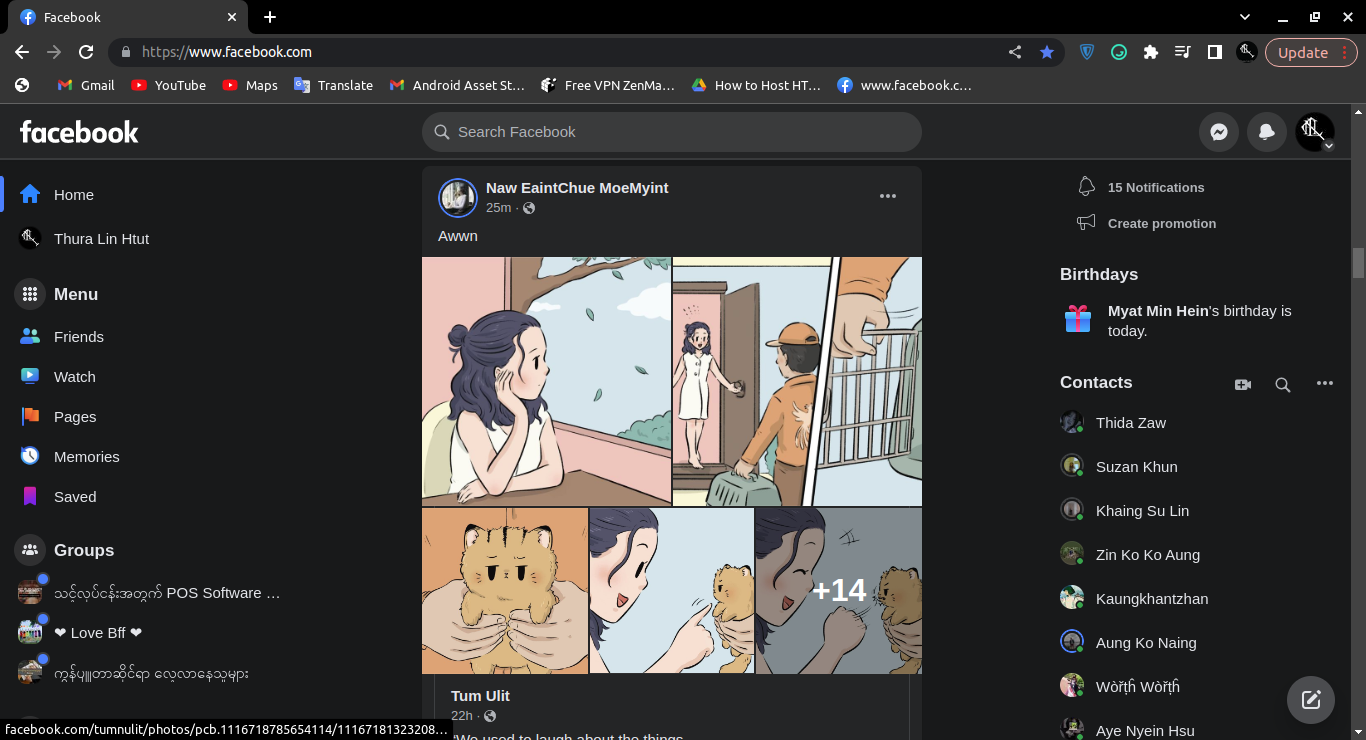 Facebook
https://www.facebook.com
Update
Gmail
YouTube
Maps
Translate
Android Asset St...
Free VPN ZenMa...
How to Host HT...
www.facebook.c...
facebook
Search Facebook
Home
Thura Lin Htut
Menu
Friends
Watch
Pages
Memories
Saved
Groups
သင့်လုပ်ငန်းအတွက် POS Software ...
❤ Love Bff ❤
ကွန်ပျူတာဆိုင်ရာ လေ့လာနေသူများ
facebook.com/tumnulit/photos/pcb.1116718785654114/11167181323208...
Naw EaintChue MoeMyint
25m ·
Awwn
+14
Tum Ulit
22h ·
"We used to laugh about the things
15 Notifications
Create promotion
Birthdays
Myat Min Hein's birthday is
today.
Contacts
Thida Zaw
Suzan Khun
Khaing Su Lin
Zin Ko Ko Aung
Kaungkhantzhan
Aung Ko Naing
Aye Nyein Hsu